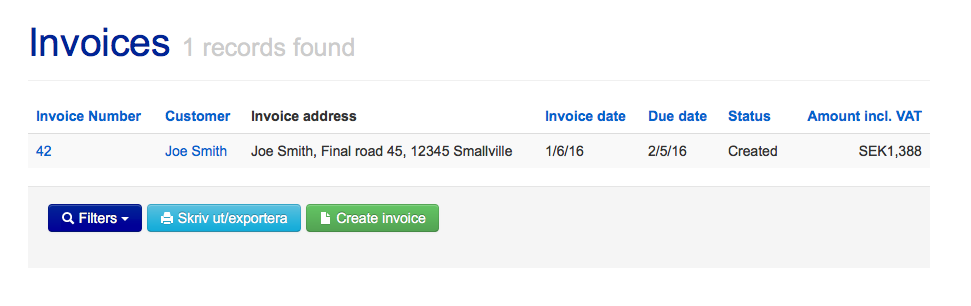 Invoices 1 records found
Invoice Number Customer Invoice address Invoice date Due date Status Amount incl. VAT
42 Joe Smith Joe Smith, Final road 45, 12345 Smallville 1/6/16 2/5/16 Created SEK1,388
Filters Skriv ut/exportera Create invoice